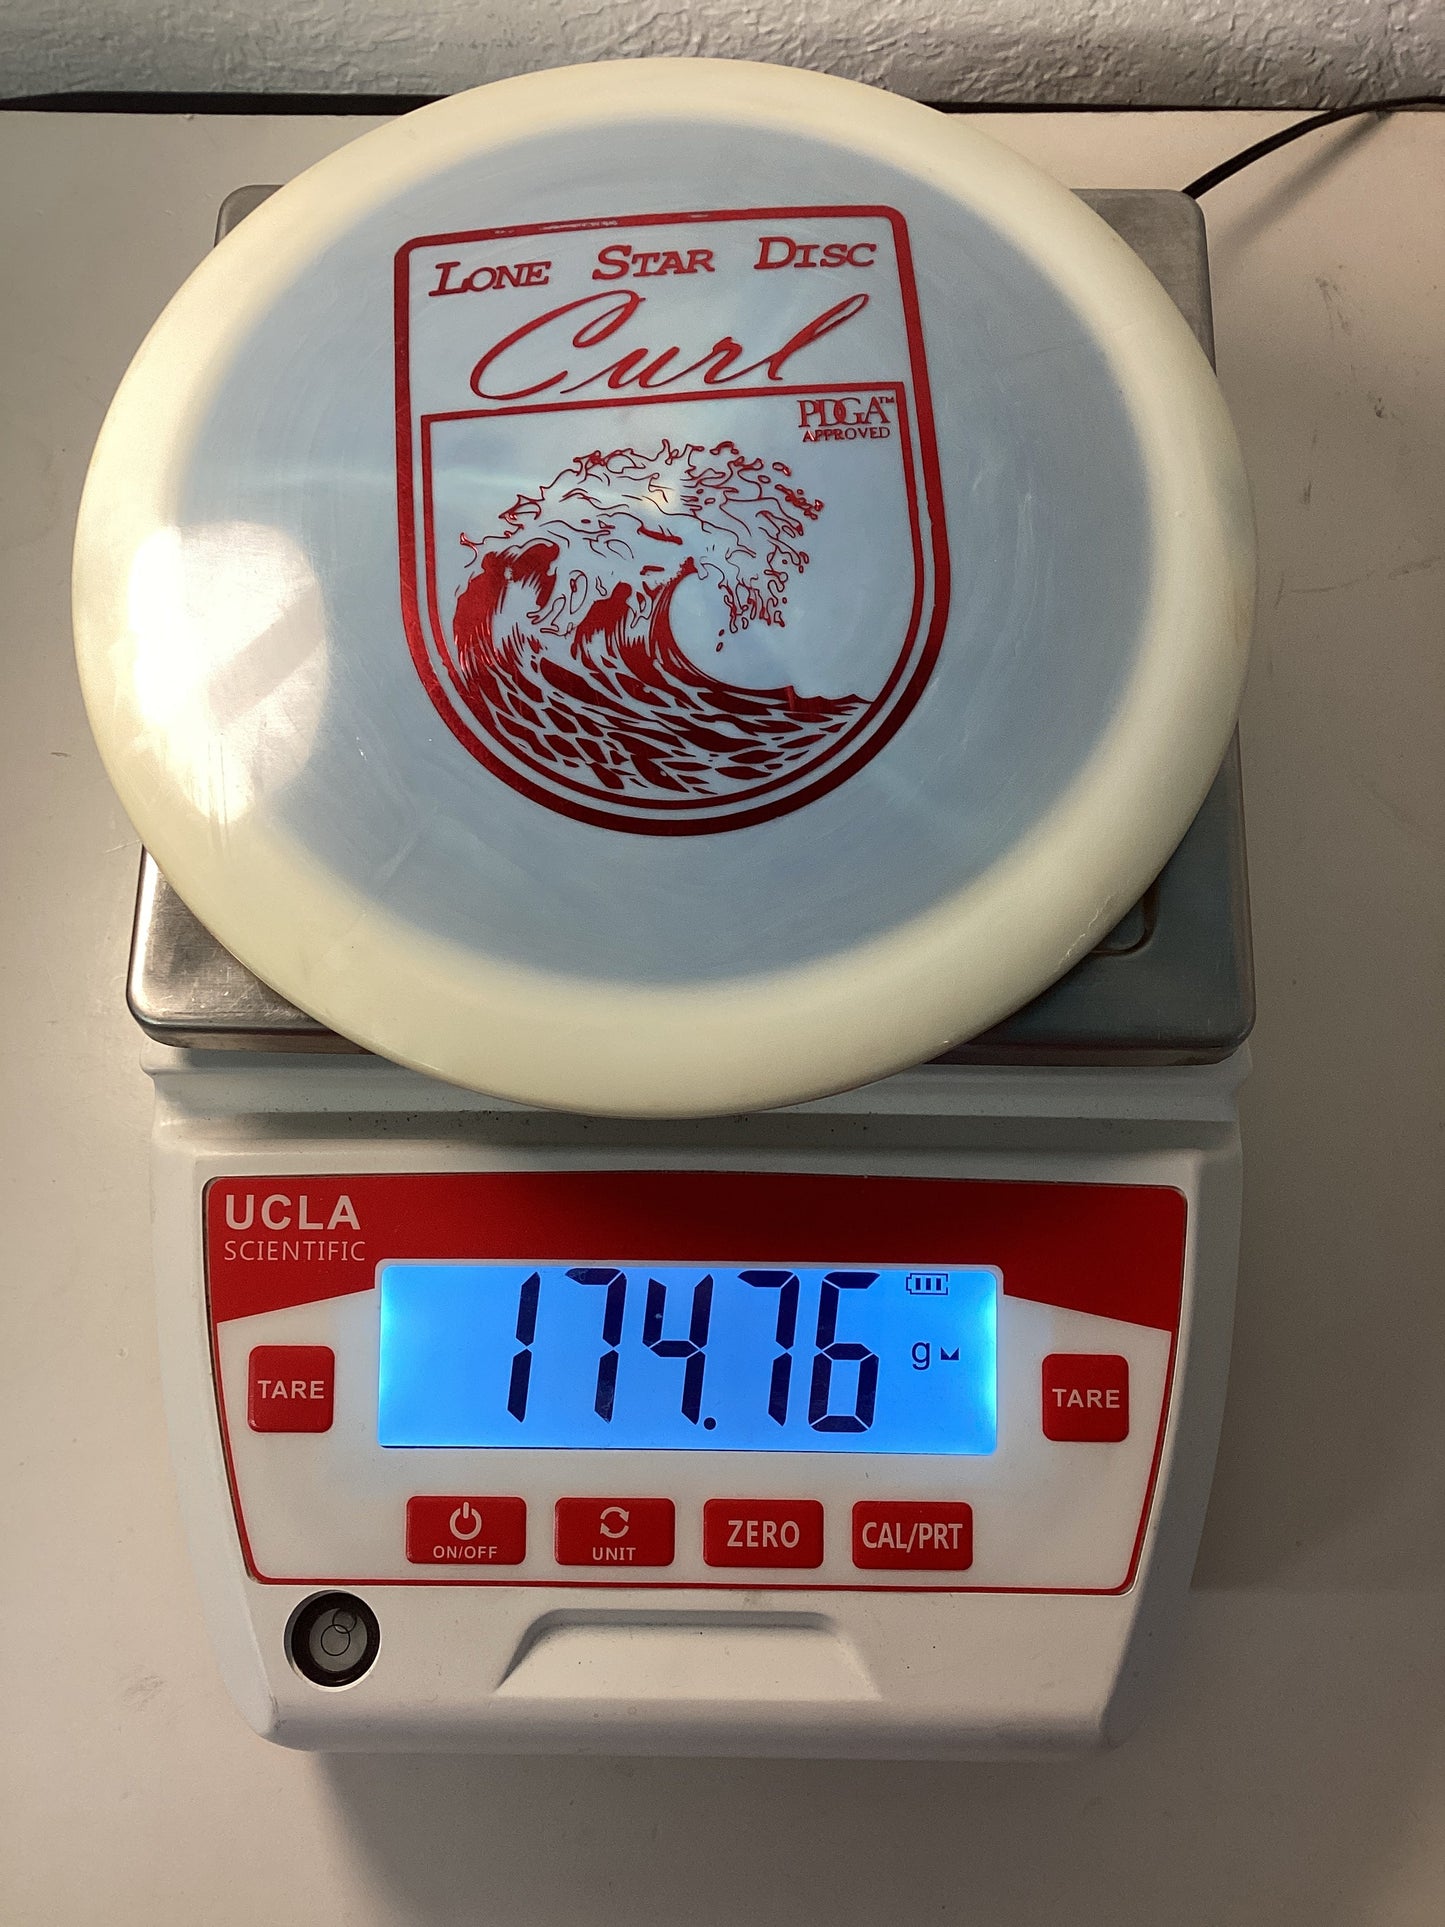 LONE STAR DISC
Curl
PDGA™
APPROVED
UCLA
SCIENTIFIC
174.76
g
TARE
TARE
ON/OFF
UNIT
ZERO
CAL/PRT